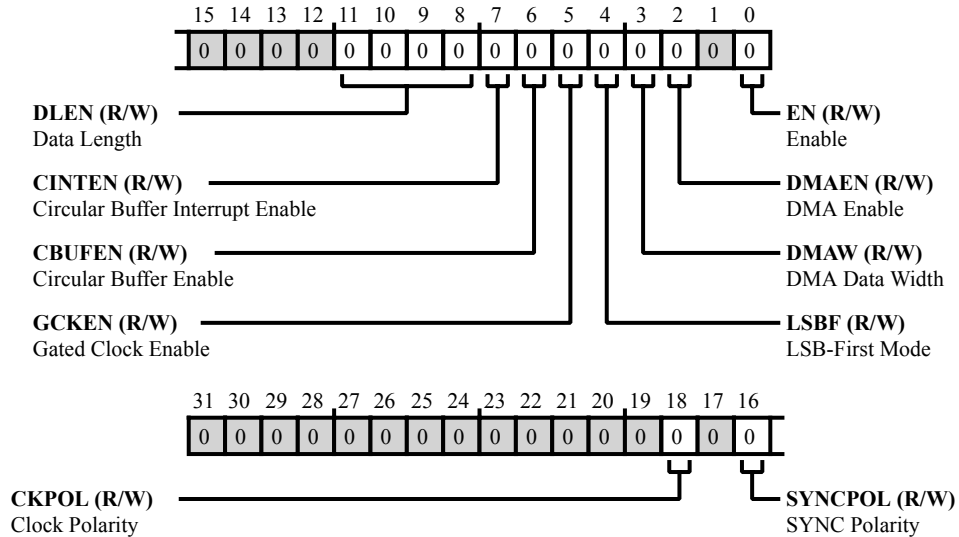 15 14 13 12 11 10 9 8 7 6 5 4 3 2 1 0
0 0 0 0 0 0 0 0 0 0 0 0 0 0 0 0
DLEN (R/W)
Data Length
EN (R/W)
Enable
CINTEN (R/W)
Circular Buffer Interrupt Enable
DMAEN (R/W)
DMA Enable
CBUFEN (R/W)
Circular Buffer Enable
DMAW (R/W)
DMA Data Width
GCKEN (R/W)
Gated Clock Enable
LSBF (R/W)
LSB-First Mode
31 30 29 28 27 26 25 24 23 22 21 20 19 18 17 16
0 0 0 0 0 0 0 0 0 0 0 0 0 0 0 0
CKPOL (R/W)
Clock Polarity
SYNCPOL (R/W)
SYNC Polarity